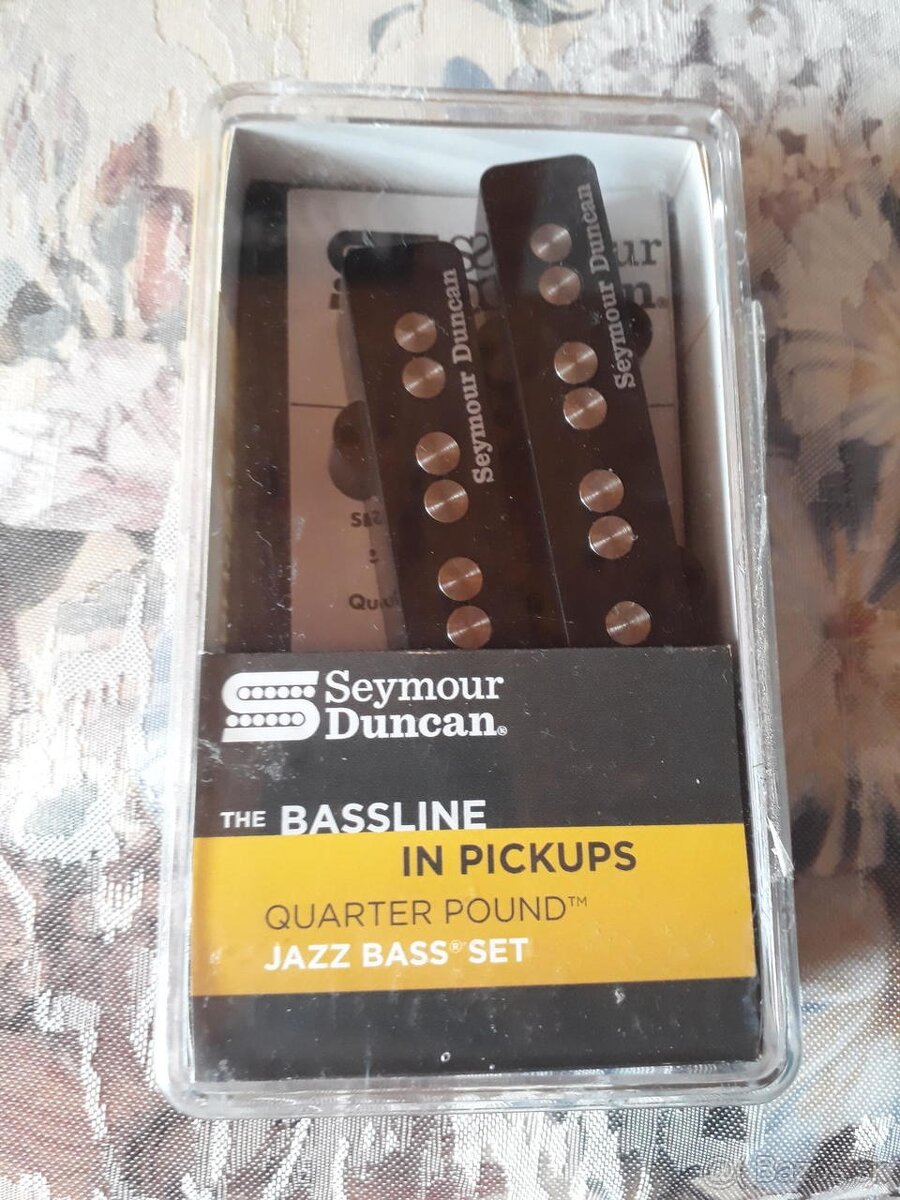 Seymour Duncan
Seymour Duncan
Seymour
Duncan®
THE BASSLINE
IN PICKUPS
QUARTER POUND™
JAZZ BASS® SET